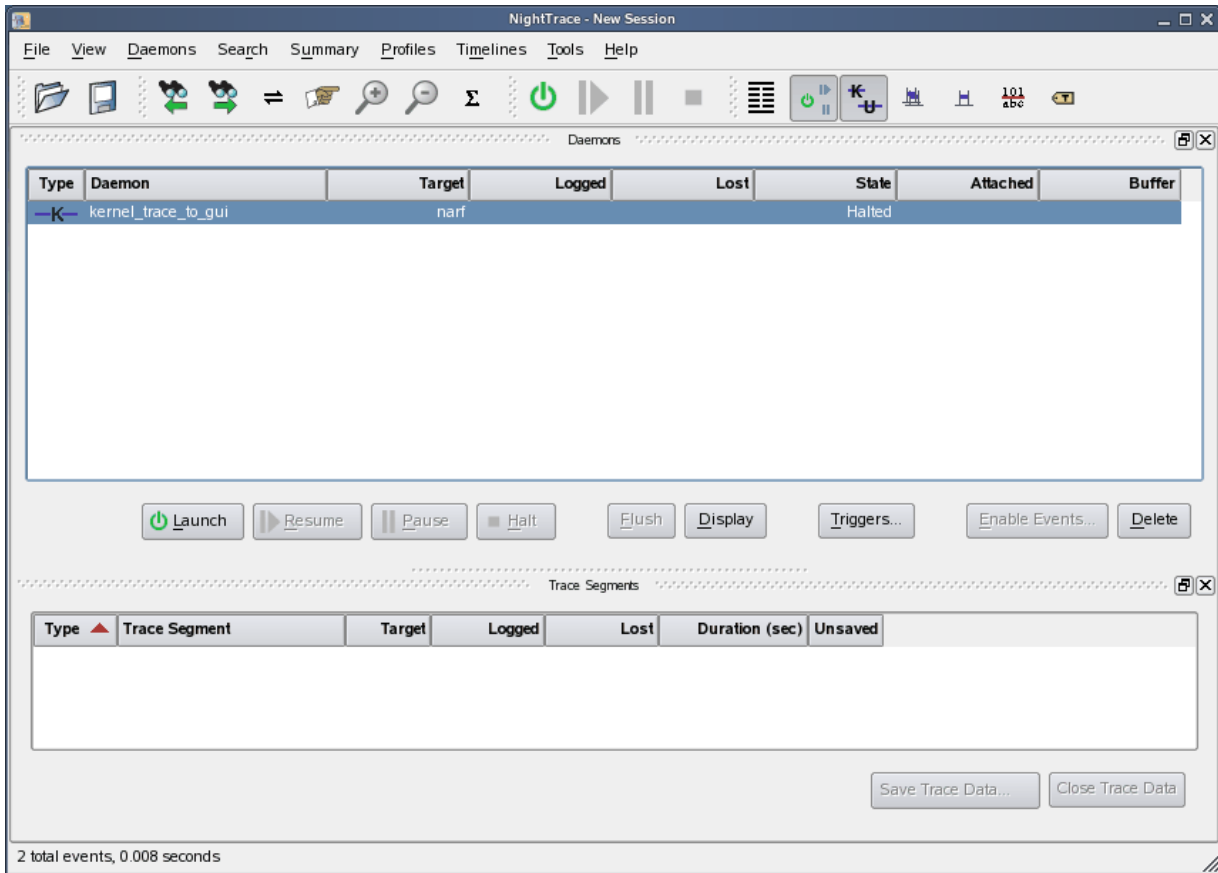 NightTrace - New Session
File View Daemons Search Summary Profiles Timelines Tools Help
Σ K U 101 abc T
Daemons
Type Daemon Target Logged Lost State Attached Buffer
K kernel_trace_to_gui narf Halted
Launch Resume Pause Halt Flush Display Triggers... Enable Events... Delete
Trace Segments
Type Trace Segment Target Logged Lost Duration (sec) Unsaved
Save Trace Data... Close Trace Data
2 total events, 0.008 seconds